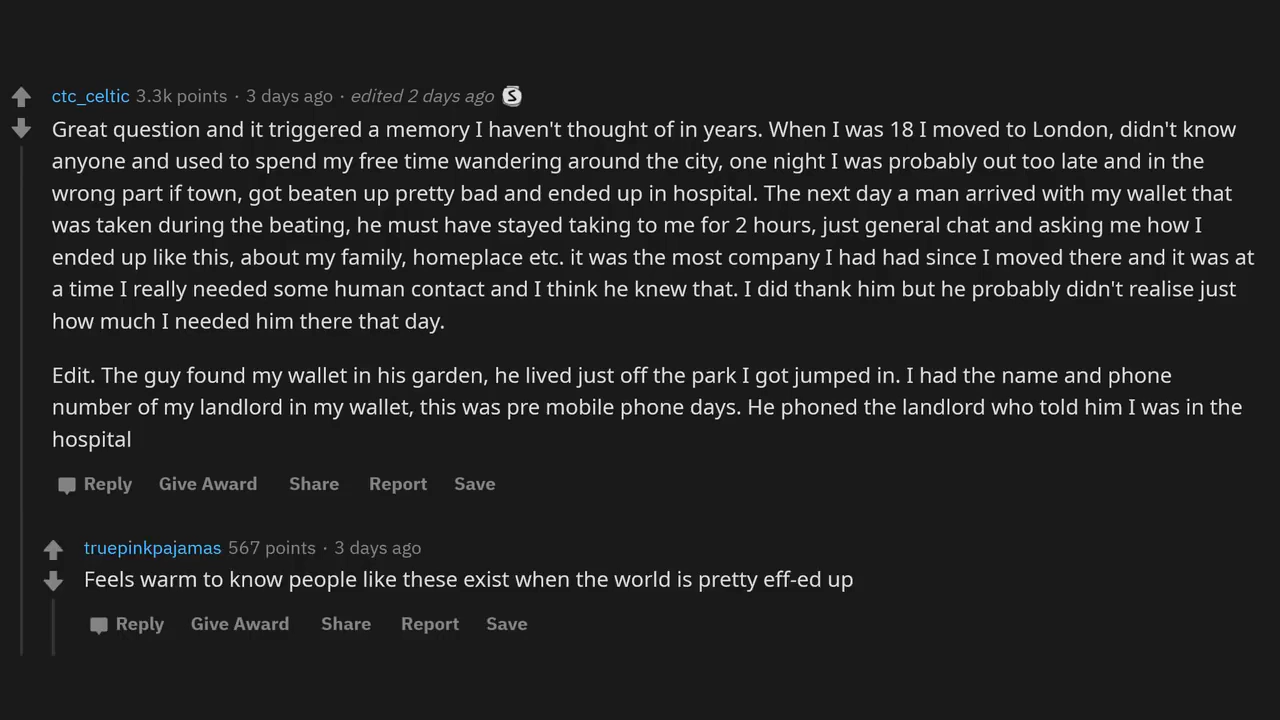 ctc_celtic 3.3k points · 3 days ago · edited 2 days ago S
Great question and it triggered a memory I haven't thought of in years. When I was 18 I moved to London, didn't know
anyone and used to spend my free time wandering around the city, one night I was probably out too late and in the
wrong part if town, got beaten up pretty bad and ended up in hospital. The next day a man arrived with my wallet that
was taken during the beating, he must have stayed taking to me for 2 hours, just general chat and asking me how I
ended up like this, about my family, homeplace etc. it was the most company I had had since I moved there and it was at
a time I really needed some human contact and I think he knew that. I did thank him but he probably didn't realise just
how much I needed him there that day.
Edit. The guy found my wallet in his garden, he lived just off the park I got jumped in. I had the name and phone
number of my landlord in my wallet, this was pre mobile phone days. He phoned the landlord who told him I was in the
hospital
Reply Give Award Share Report Save
truepinkpajamas 567 points · 3 days ago
Feels warm to know people like these exist when the world is pretty eff-ed up
Reply Give Award Share Report Save